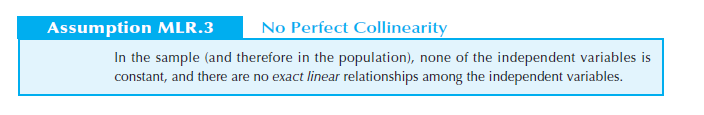 Assumption MLR.3 No Perfect Collinearity
In the sample (and therefore in the population), none of the independent variables is
constant, and there are no exact linear relationships among the independent variables.